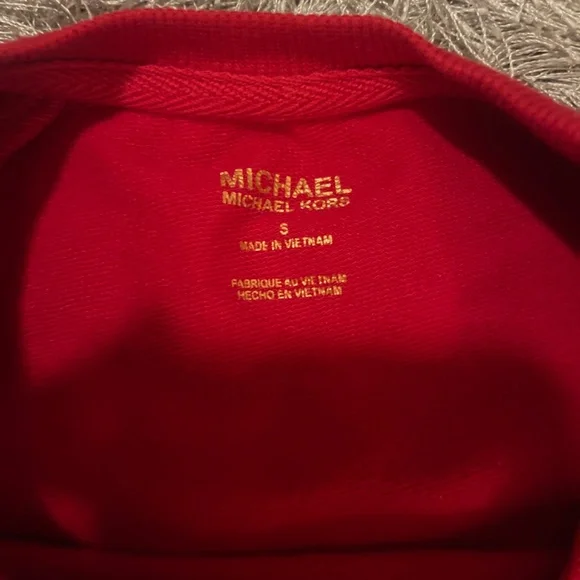 MICHAEL
MICHAEL KORS
S
MADE IN VIETNAM
FABRIQUE AU VIETNAM
HECHO EN VIETNAM